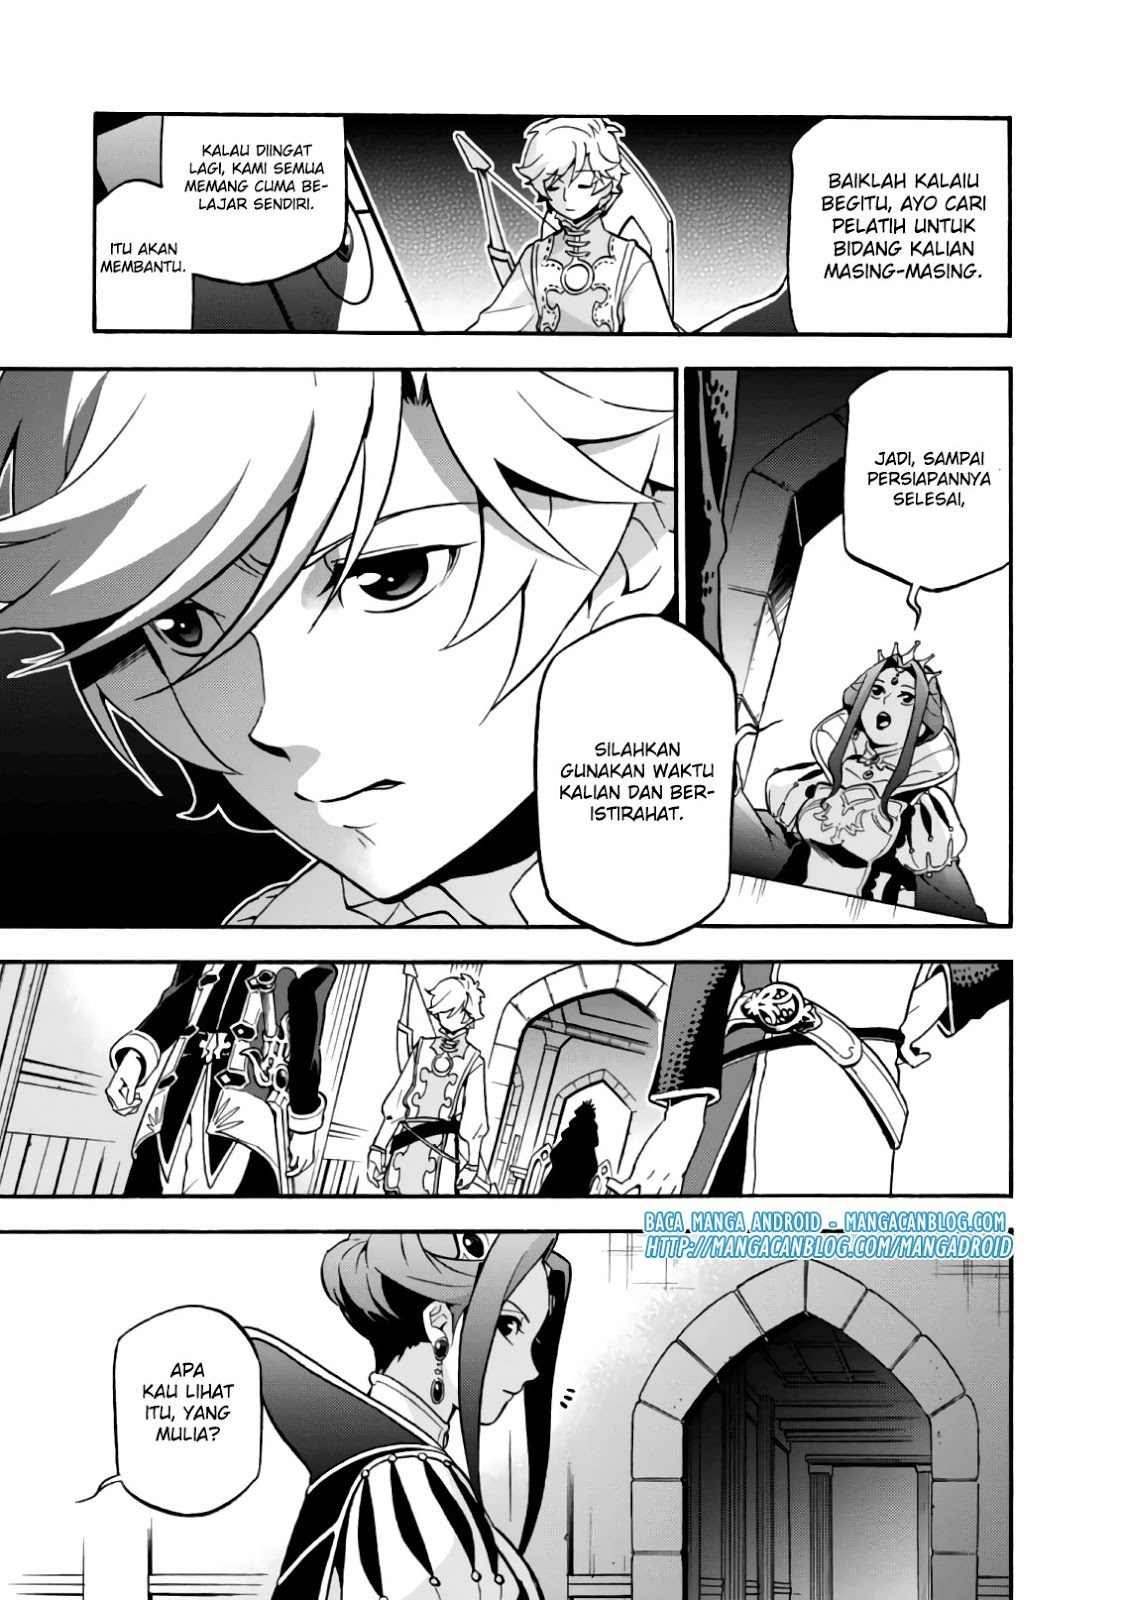 BAIKLAH KALAIU
BEGITU, AYO CARI
PELATIH UNTUK
BIDANG KALIAN
MASING-MASING.
KALAU DIINGAT
LAGI, KAMI SEMUA
MEMANG CUMA BE-
LAJAR SENDIRI.
ITU AKAN
MEMBANTU.
JADI, SAMPAI
PERSIAPANNYA
SELESAI,
SILAHKAN
GUNAKAN WAKTU
KALIAN DAN BER-
ISTIRAHAT.
BACA MANGA ANDROID - MANGACANBLOG.COM
HTTP://MANGACANBLOG.COM/MANGADROID
APA
KAU LIHAT
ITU, YANG
MULIA?